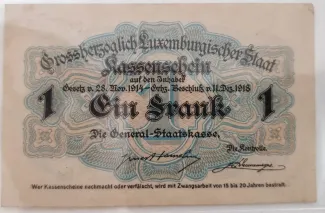 Grossherzoglich Luxemburgischer Staat
Kassenschein
auf den Inhaber
Gesetz v. 28. Nov. 1914 - Grhz. Beschluß v. 11. Dez. 1918
1 Ein Frank 1
Die General-Staatskasse,
Die Kontrolle
Wer Kassenscheine nachmacht oder verfälscht, wird mit Zwangsarbeit von 15 bis 20 Jahren bestraft.